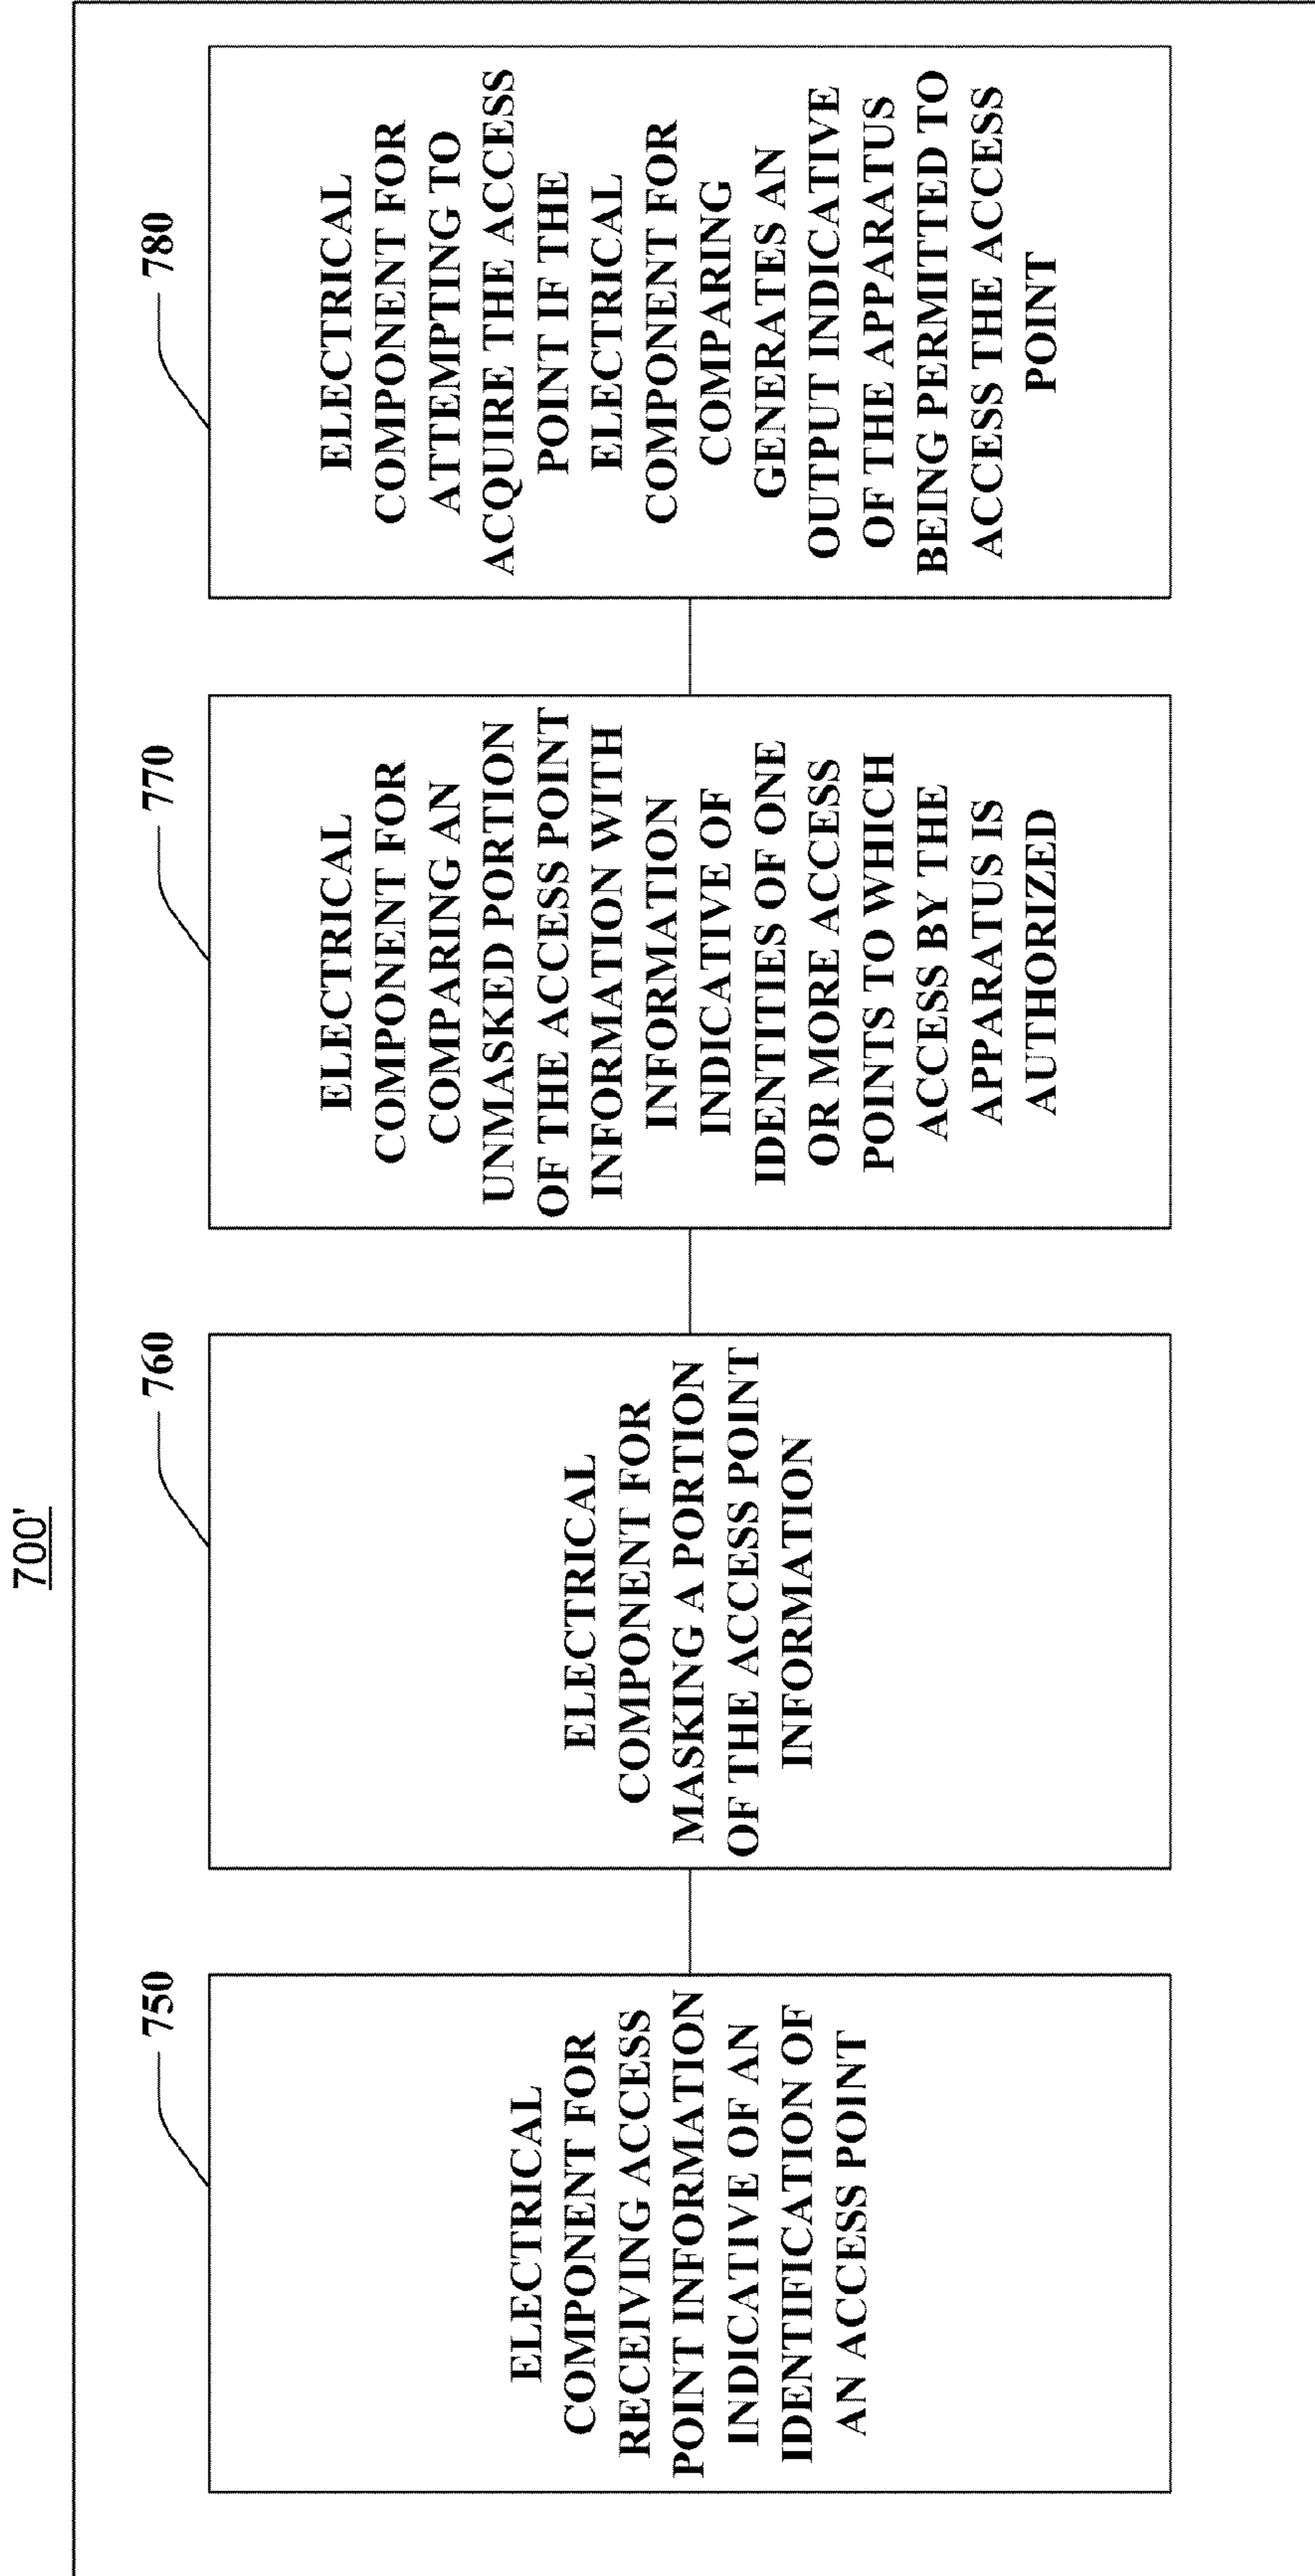 700'
750
ELECTRICAL
COMPONENT FOR
RECEIVING ACCESS
POINT INFORMATION
INDICATIVE OF AN
IDENTIFICATION OF
AN ACCESS POINT
760
ELECTRICAL
COMPONENT FOR
MASKING A PORTION
OF THE ACCESS POINT
INFORMATION
770
ELECTRICAL
COMPONENT FOR
COMPARING AN
UNMASKED PORTION
OF THE ACCESS POINT
INFORMATION WITH
INFORMATION
INDICATIVE OF
IDENTITIES OF ONE
OR MORE ACCESS
POINTS TO WHICH
ACCESS BY THE
APPARATUS IS
AUTHORIZED
780
ELECTRICAL
COMPONENT FOR
ATTEMPTING TO
ACQUIRE THE ACCESS
POINT IF THE
ELECTRICAL
COMPONENT FOR
COMPARING
GENERATES AN
OUTPUT INDICATIVE
OF THE APPARATUS
BEING PERMITTED TO
ACCESS THE ACCESS
POINT